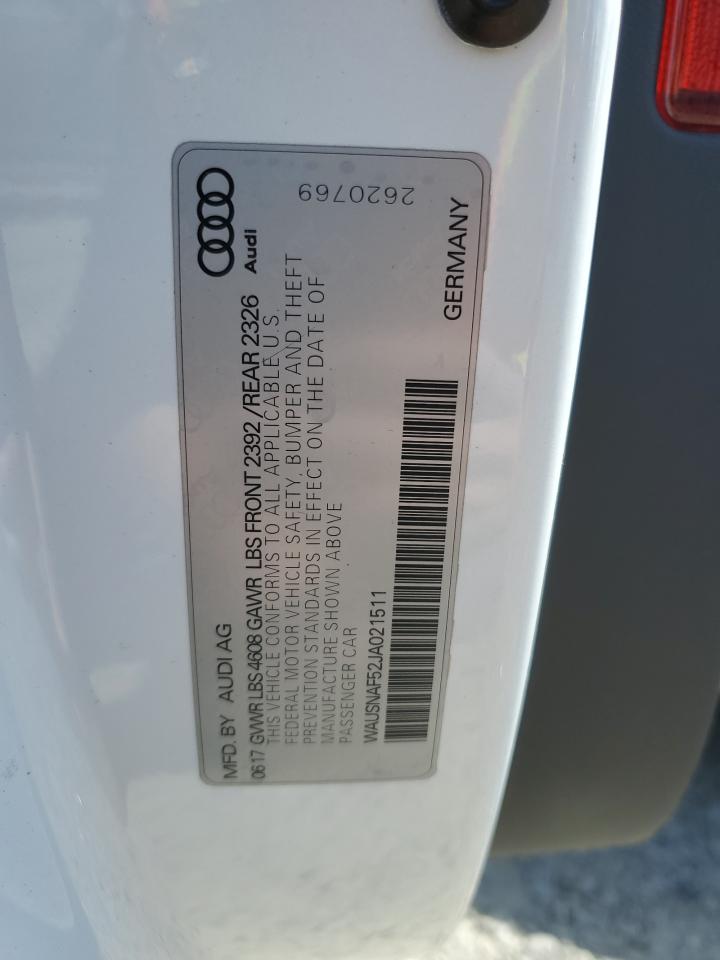 MFD. BY AUDI AG
0617 GVWR LBS 4608 GAWR LBS FRONT 2392 / REAR 2326
THIS VEHICLE CONFORMS TO ALL APPLICABLE U.S.
FEDERAL MOTOR VEHICLE SAFETY, BUMPER AND THEFT
PREVENTION STANDARDS IN EFFECT ON THE DATE OF
MANUFACTURE SHOWN ABOVE
PASSENGER CAR
WAUSNAF52JA021511
Audi
2620769
GERMANY